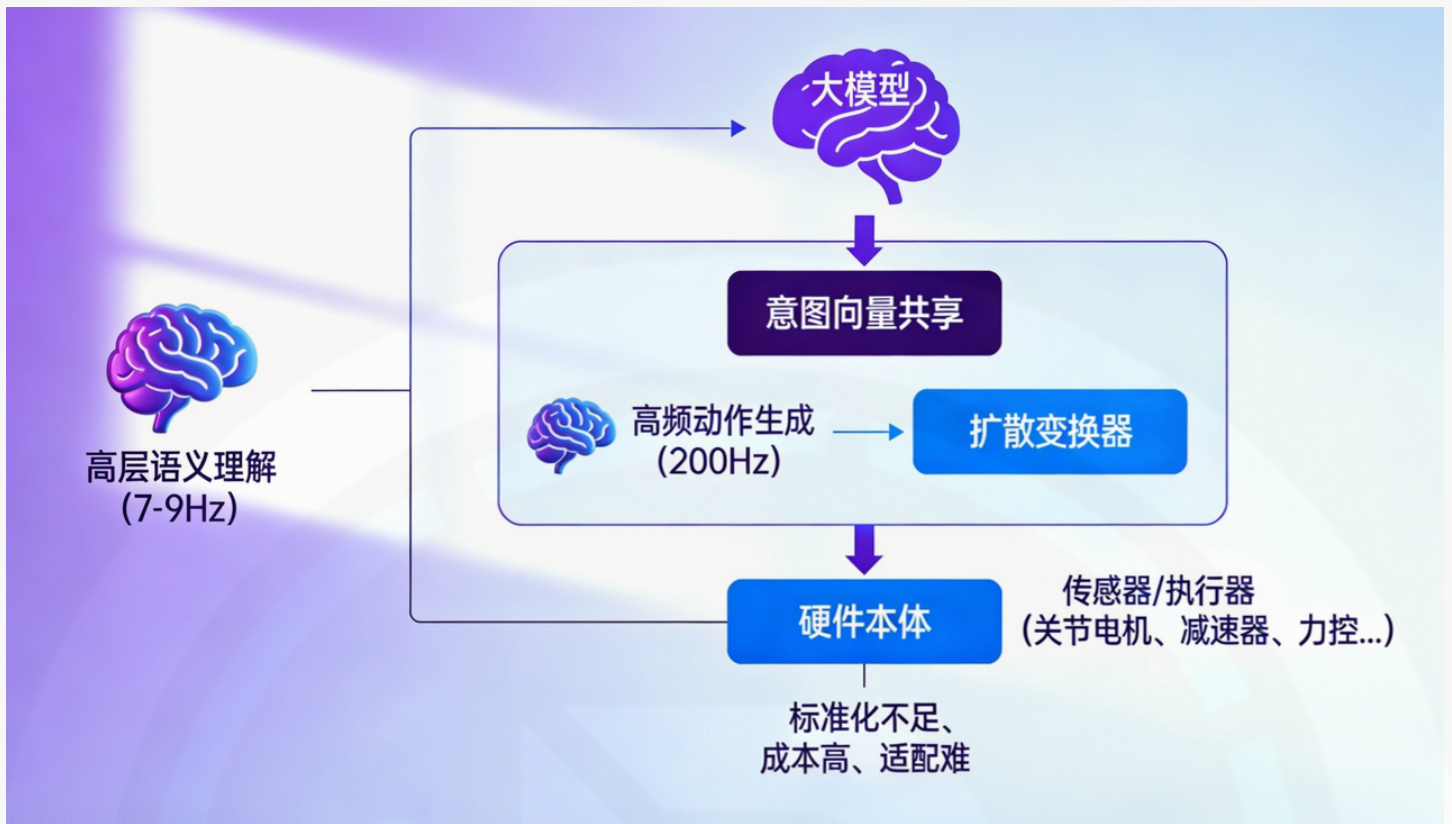 大模型
意图向量共享
高频动作生成
(200Hz)
扩散变换器
高层语义理解
(7-9Hz)
硬件本体
传感器/执行器
(关节电机、减速器、力控...)
标准化不足、
成本高、适配难